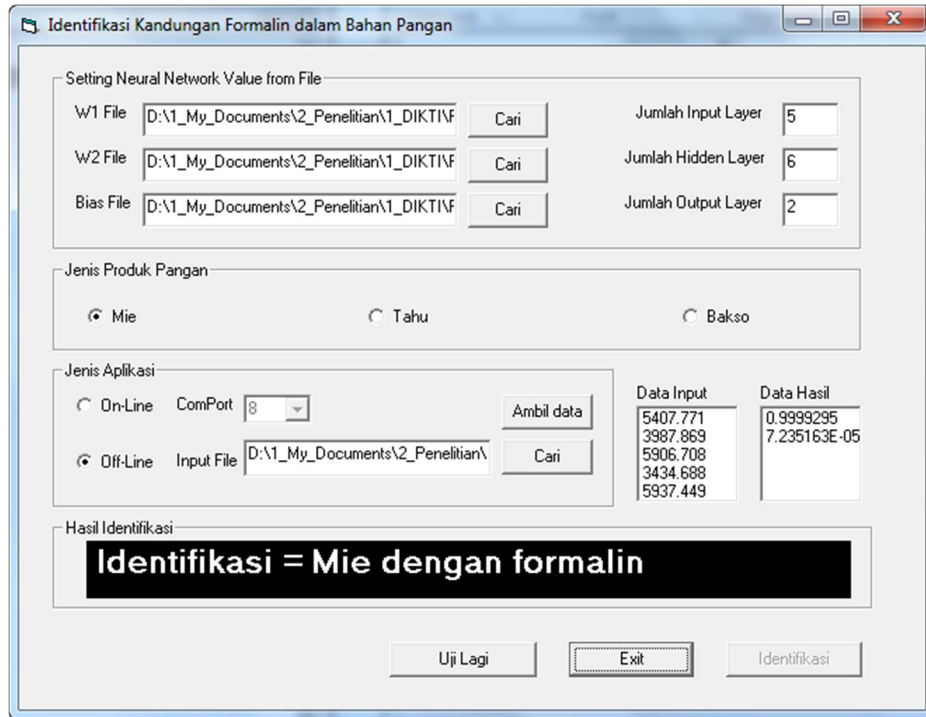 Identifikasi Kandungan Formalin dalam Bahan Pangan
Setting Neural Network Value from File
W1 File D:\1_My_Documents\2_Penelitian\1_DIKTI\F Cari Jumlah Input Layer 5
W2 File D:\1_My_Documents\2_Penelitian\1_DIKTI\F Cari Jumlah Hidden Layer 6
Bias File D:\1_My_Documents\2_Penelitian\1_DIKTI\F Cari Jumlah Output Layer 2
Jenis Produk Pangan
Mie Tahu Bakso
Jenis Aplikasi
On-Line ComPort 8 Ambil data
Off-Line Input File D:\1_My_Documents\2_Penelitian\ Cari
Data Input
5407.771
3987.869
5906.708
3434.688
5937.449
Data Hasil
0.9999295
7.235163E-05
Hasil Identifikasi
Identifikasi = Mie dengan formalin
Uji Lagi Exit Identifikasi